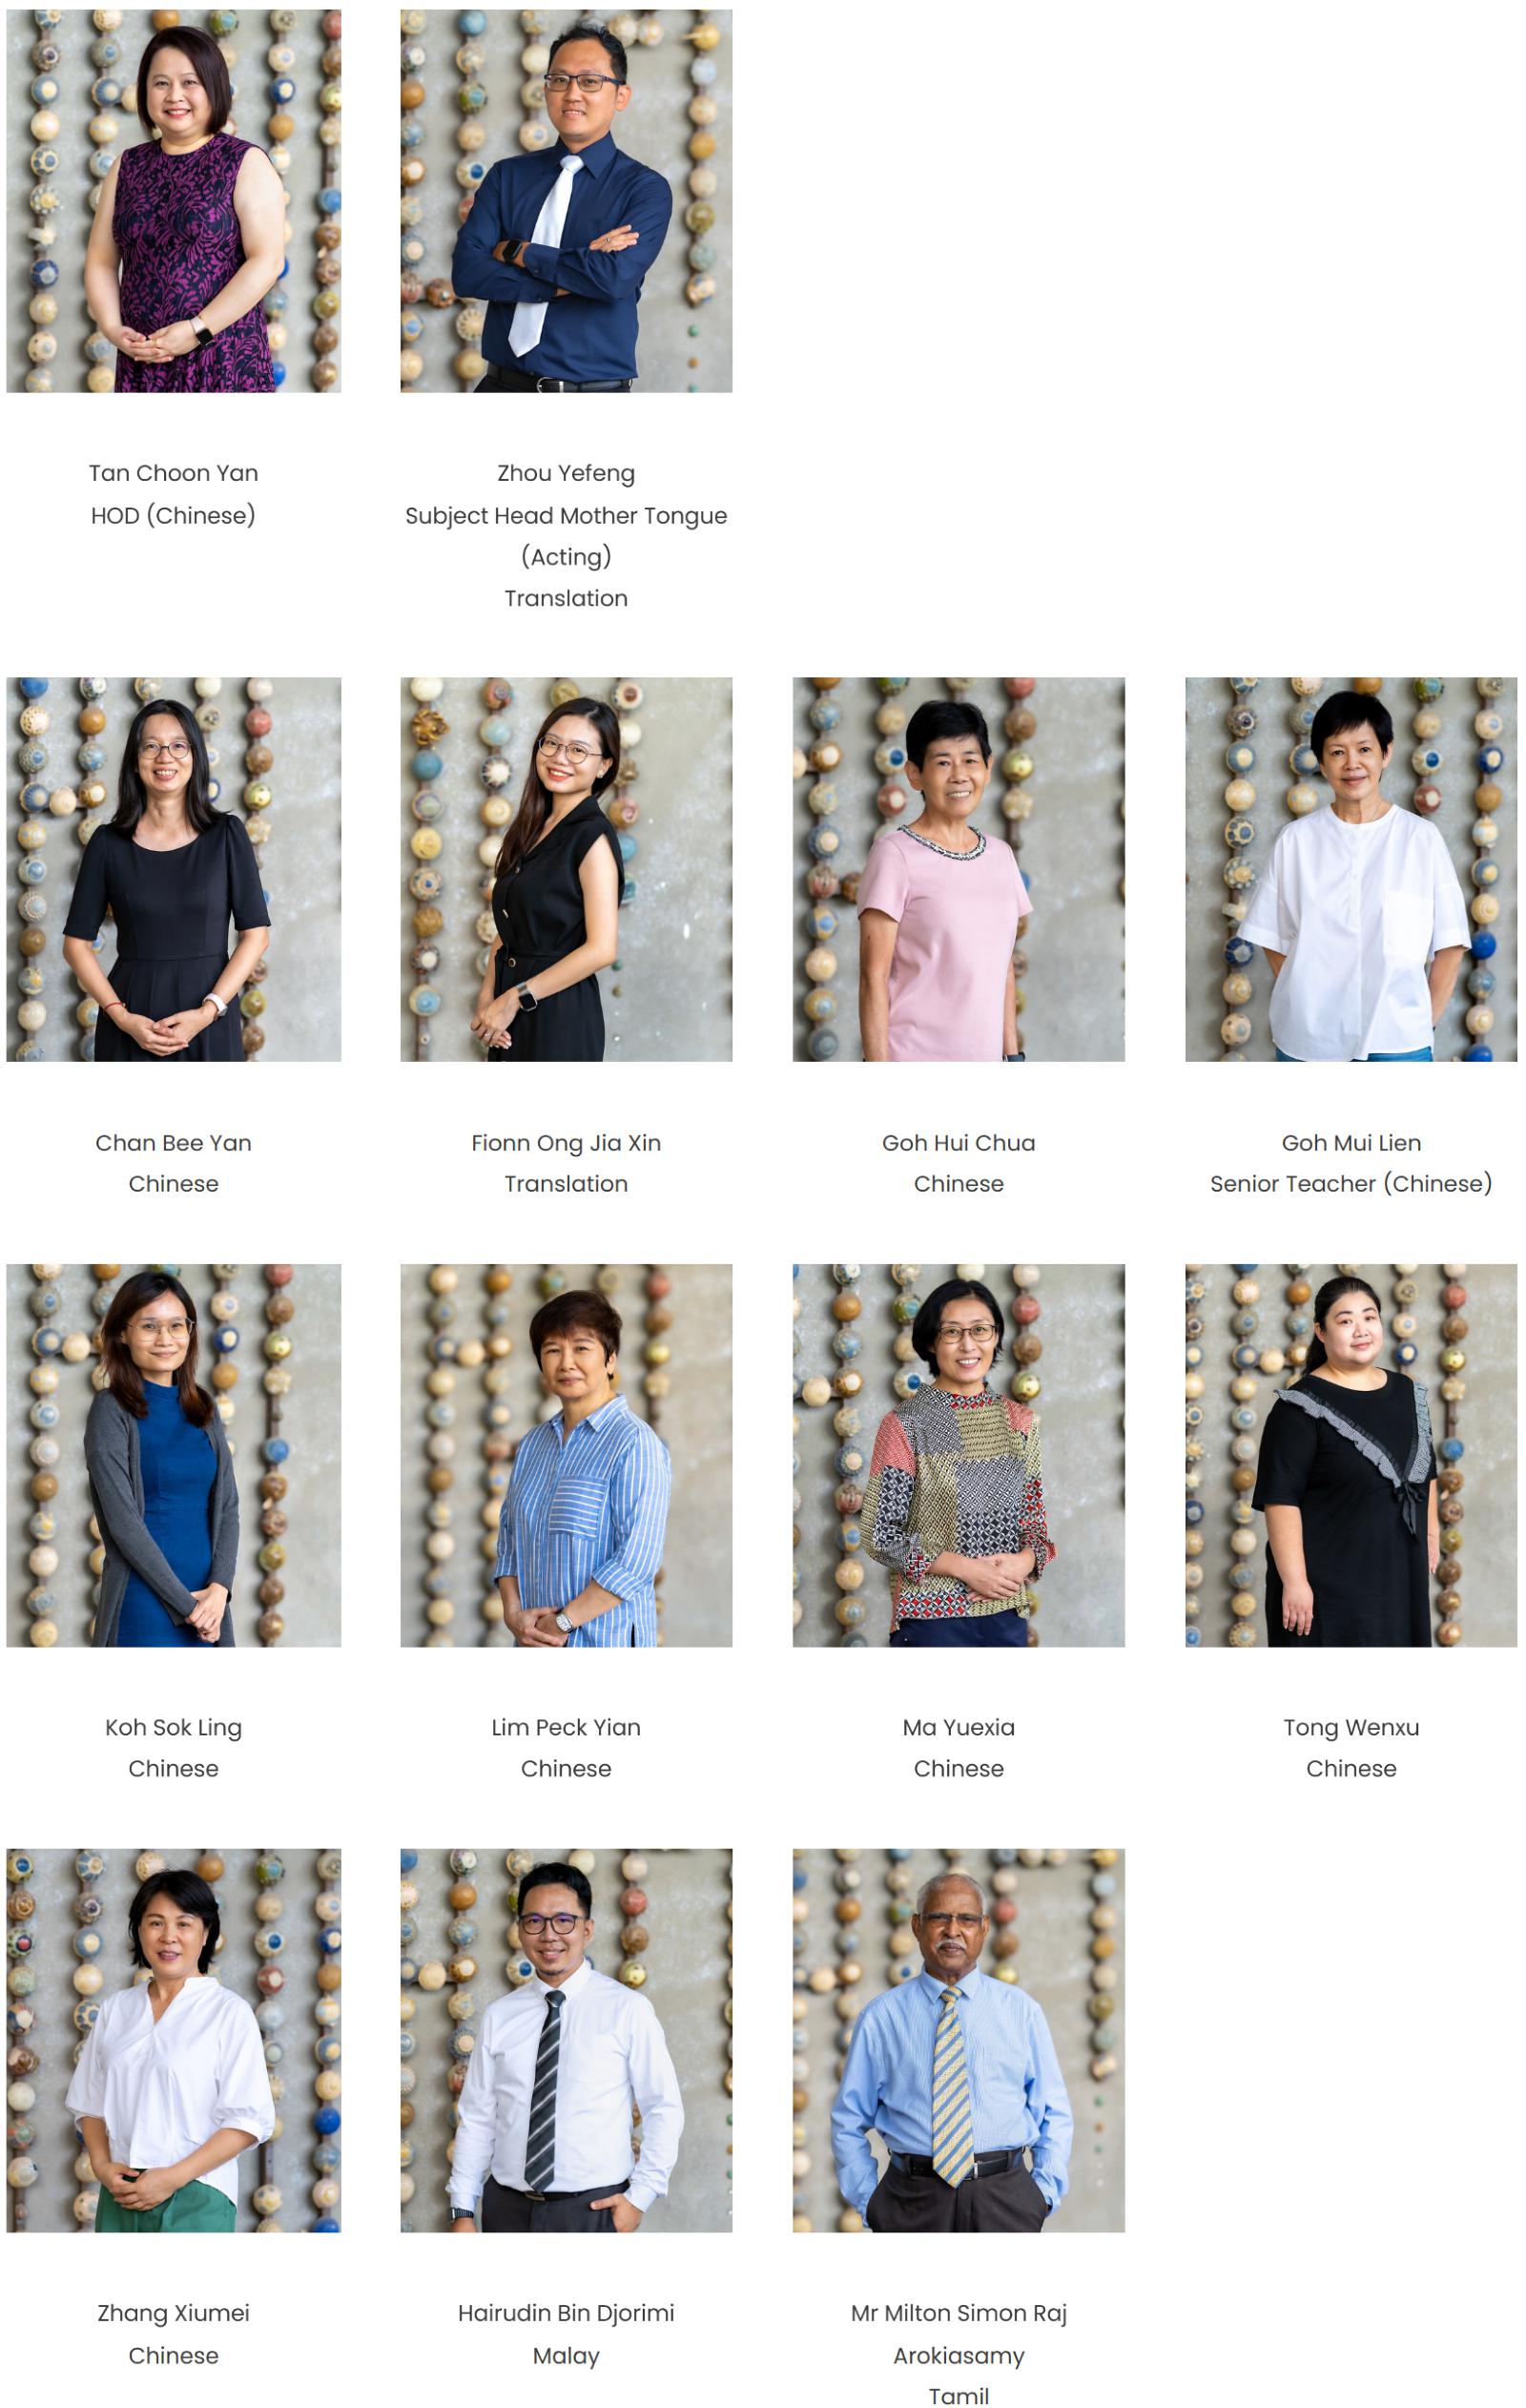 Tan Choon Yan
HOD (Chinese)
Zhou Yefeng
Subject Head Mother Tongue
(Acting)
Translation
Chan Bee Yan
Chinese
Fionn Ong Jia Xin
Translation
Goh Hui Chua
Chinese
Goh Mui Lien
Senior Teacher (Chinese)
Koh Sok Ling
Chinese
Lim Peck Yian
Chinese
Ma Yuexia
Chinese
Tong Wenxu
Chinese
Zhang Xiumei
Chinese
Hairudin Bin Djorimi
Malay
Mr Milton Simon Raj
Arokiasamy
Tamil